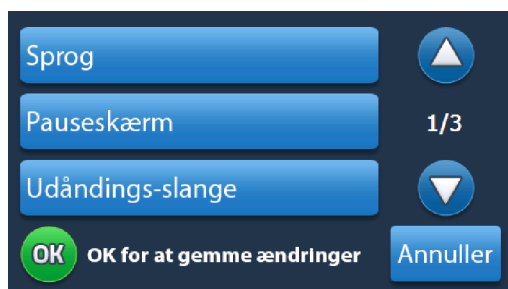 Sprog
Pauseskærm
1/3
Udåndings-slange
OK OK for at gemme ændringer
Annuller